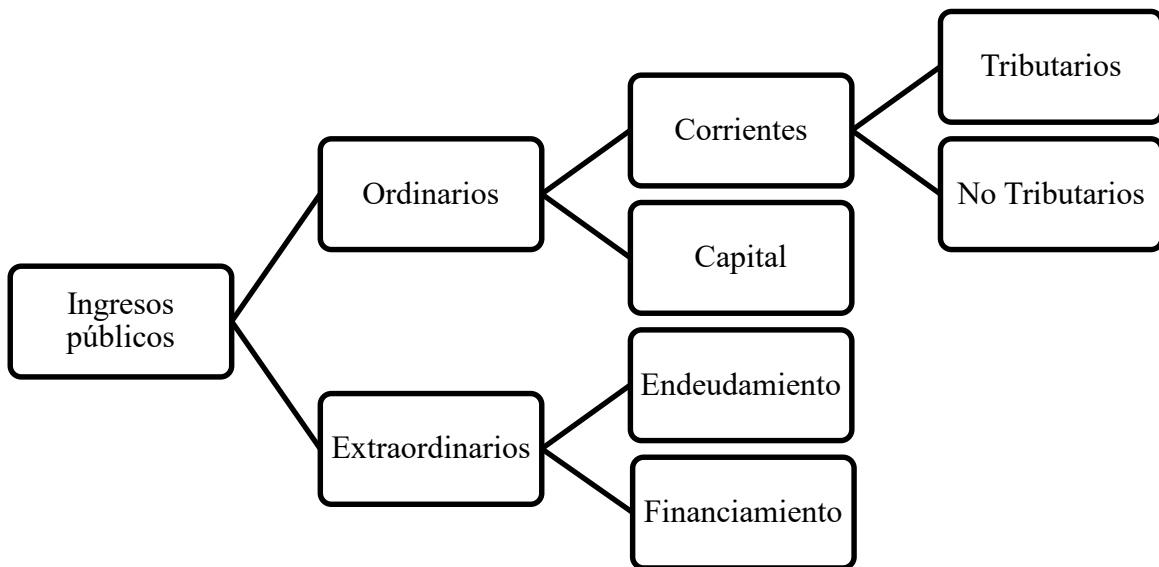 Tributarios
Corrientes
No Tributarios
Ordinarios
Capital
Ingresos
públicos
Endeudamiento
Extraordinarios
Financiamiento